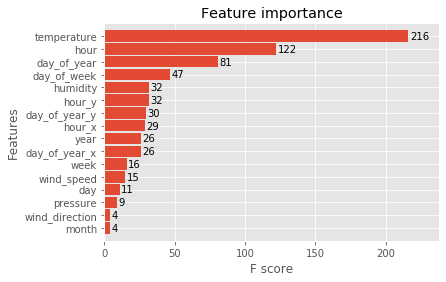 Feature importance
temperature 216
hour 122
day_of_year 81
day_of_week 47
humidity 32
hour_y 32
day_of_year_y 30
hour_x 29
year 26
day_of_year_x 26
week 16
wind_speed 15
day 11
pressure 9
wind_direction 4
month 4
Features
0 50 100 150 200
F score